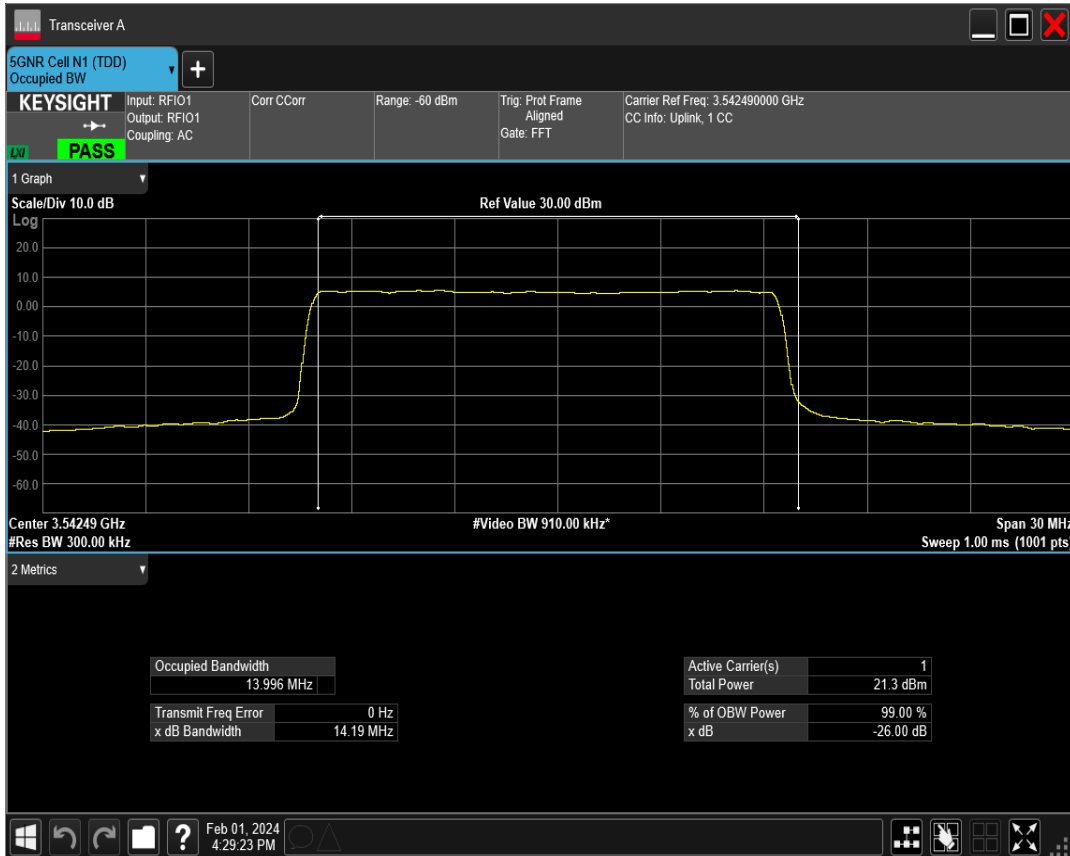 Transceiver A
5GNR Cell N1 (TDD)
Occupied BW
+
KEYSIGHT
LXI
PASS
Input: RFIO1
Output: RFIO1
Coupling: AC
Corr CCorr
Range: -60 dBm
Trig: Prot Frame
Aligned
Gate: FFT
Carrier Ref Freq: 3.542490000 GHz
CC Info: Uplink, 1 CC
1 Graph
Scale/Div 10.0 dB
Ref Value 30.00 dBm
Log
20.0
10.0
0.00
-10.0
-20.0
-30.0
-40.0
-50.0
-60.0
Center 3.54249 GHz
#Video BW 910.00 kHz*
Span 30 MHz
#Res BW 300.00 kHz
Sweep 1.00 ms (1001 pts)
2 Metrics
Occupied Bandwidth
13.996 MHz
Transmit Freq Error 0 Hz
x dB Bandwidth 14.19 MHz
Active Carrier(s) 1
Total Power 21.3 dBm
% of OBW Power 99.00 %
x dB -26.00 dB
?
Feb 01, 2024
4:29:23 PM